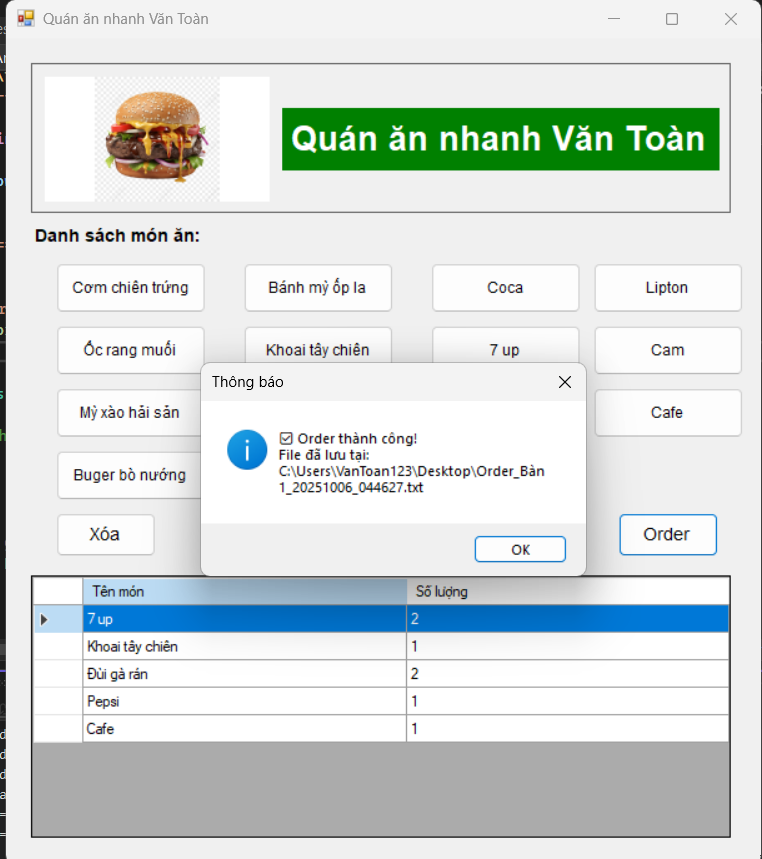 Quán ăn nhanh Văn Toàn
Quán ăn nhanh Văn Toàn
Danh sách món ăn:
Cơm chiên trứng
Bánh mỳ ốp la
Coca
Lipton
Ốc rang muối
Khoai tây chiên
7 up
Cam
Mỳ xào hải sản
Cafe
Buger bò nướng
Xóa
Order
Thông báo
☑ Order thành công!
File đã lưu tại:
C:\Users\VanToan123\Desktop\Order_Bàn
1_20251006_044627.txt
OK
Tên món Số lượng
7 up 2
Khoai tây chiên 1
Đùi gà rán 2
Pepsi 1
Cafe 1